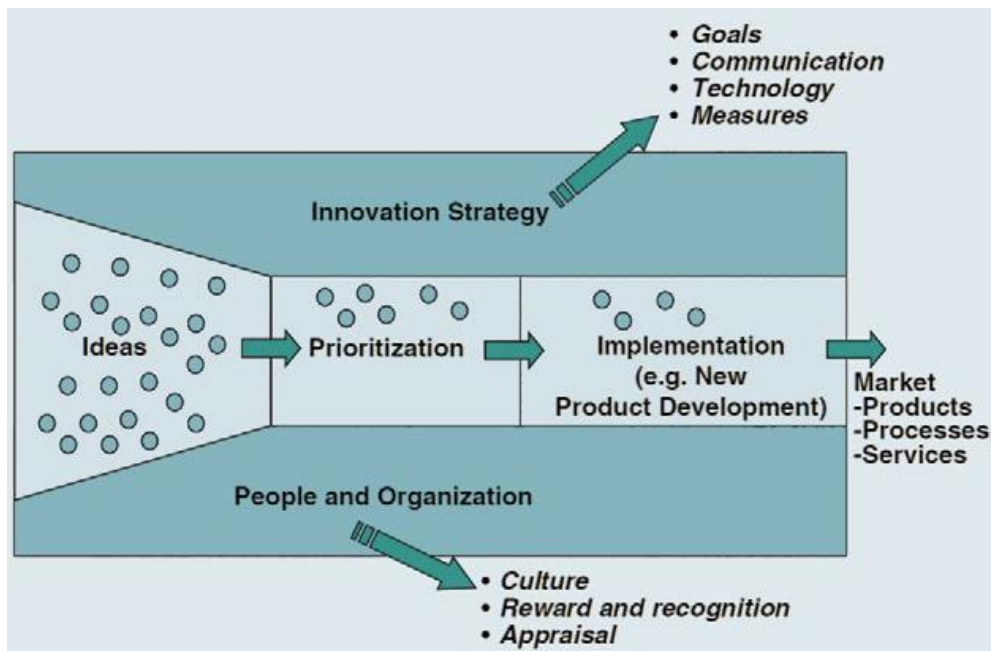 • Goals
• Communication
• Technology
• Measures
Innovation Strategy
Ideas
Prioritization
Implementation
(e.g. New
Product Development)
Market
-Products
-Processes
-Services
People and Organization
• Culture
• Reward and recognition
• Appraisal